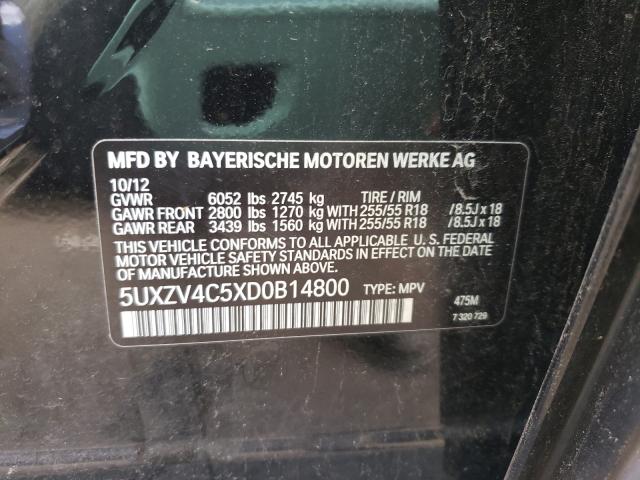 MFD BY BAYERISCHE MOTOREN WERKE AG
10/12
GVWR 6052 lbs 2745 kg TIRE / RIM
GAWR FRONT 2800 lbs 1270 kg WITH 255/55 R18 / 8.5J x 18
GAWR REAR 3439 lbs 1560 kg WITH 255/55 R18 / 8.5J x 18
THIS VEHICLE CONFORMS TO ALL APPLICABLE U. S. FEDERAL
MOTOR VEHICLE SAFETY STANDARDS IN EFFECT ON THE
DATE OF MANUFACTURE SHOWN ABOVE.
5UXZV4C5XD0B14800 TYPE: MPV
475M
7 320 729